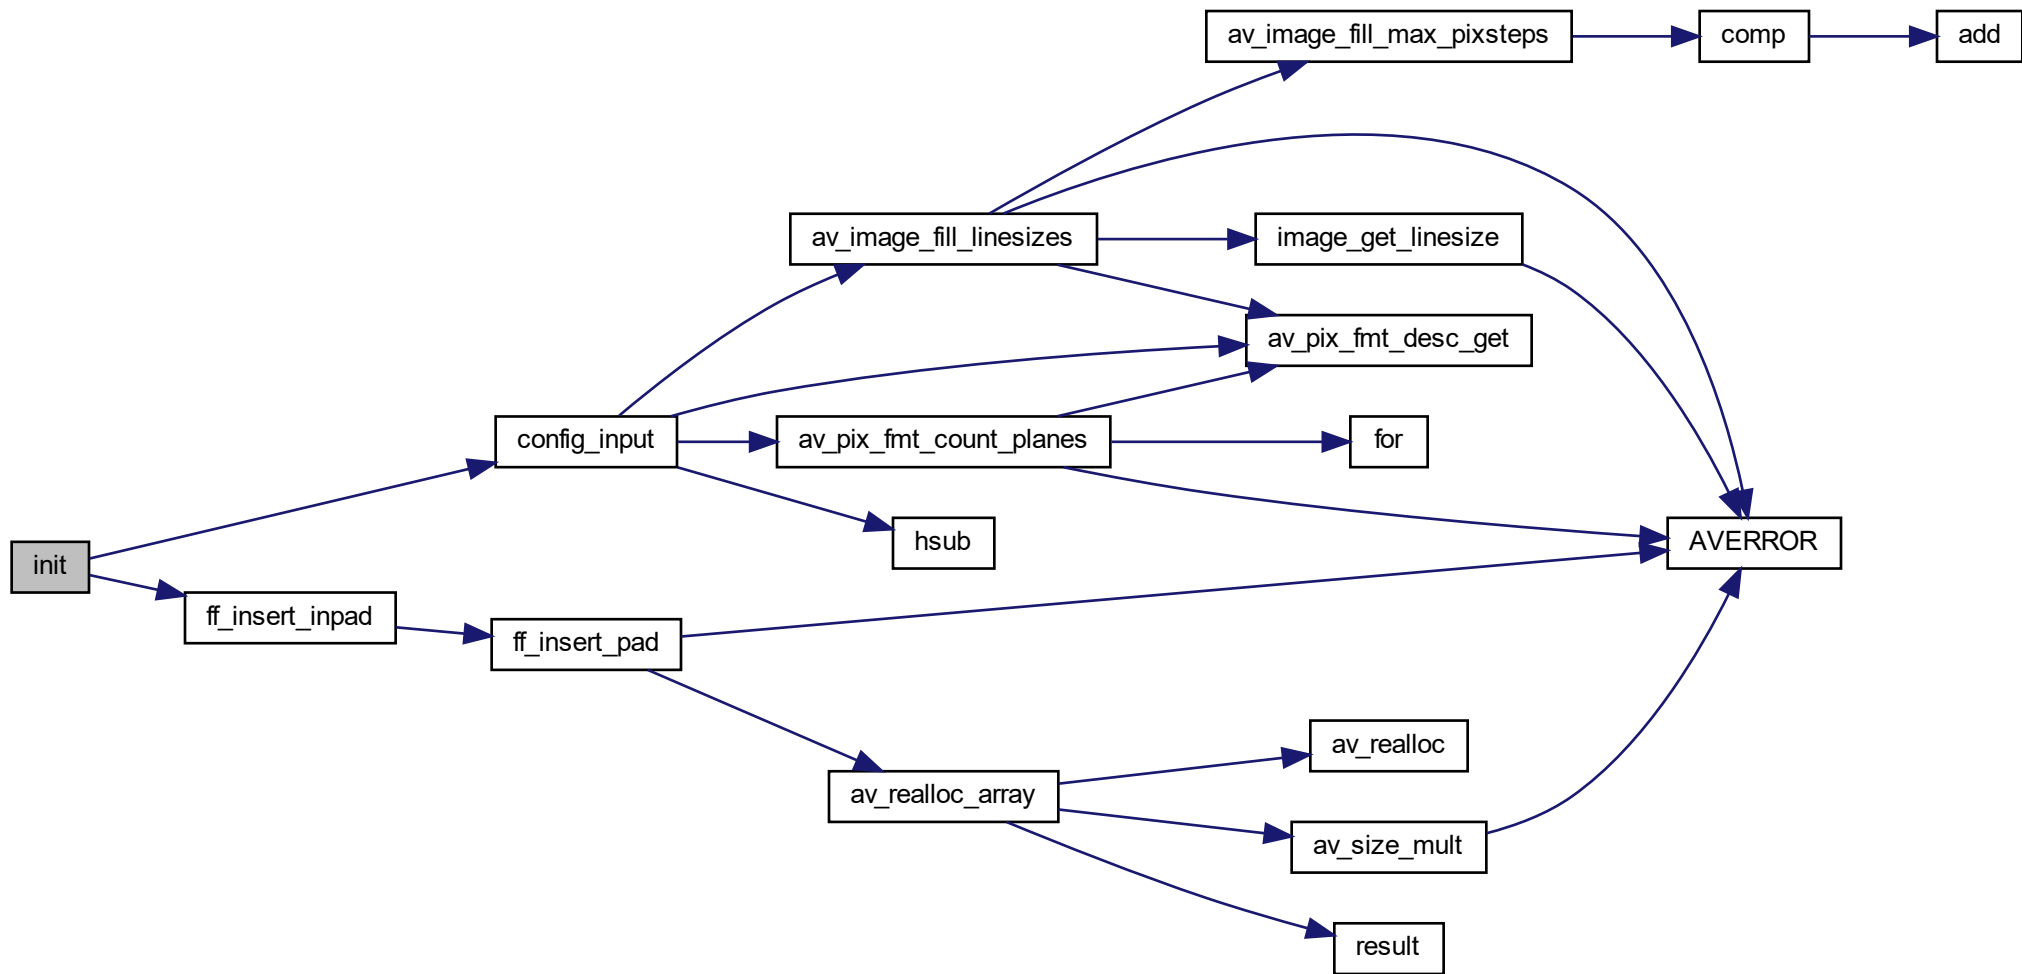 av_image_fill_max_pixsteps
comp
add
av_image_fill_linesizes
image_get_linesize
av_pix_fmt_desc_get
config_input
av_pix_fmt_count_planes
for
hsub
AVERROR
init
ff_insert_inpad
ff_insert_pad
av_realloc
av_realloc_array
av_size_mult
result